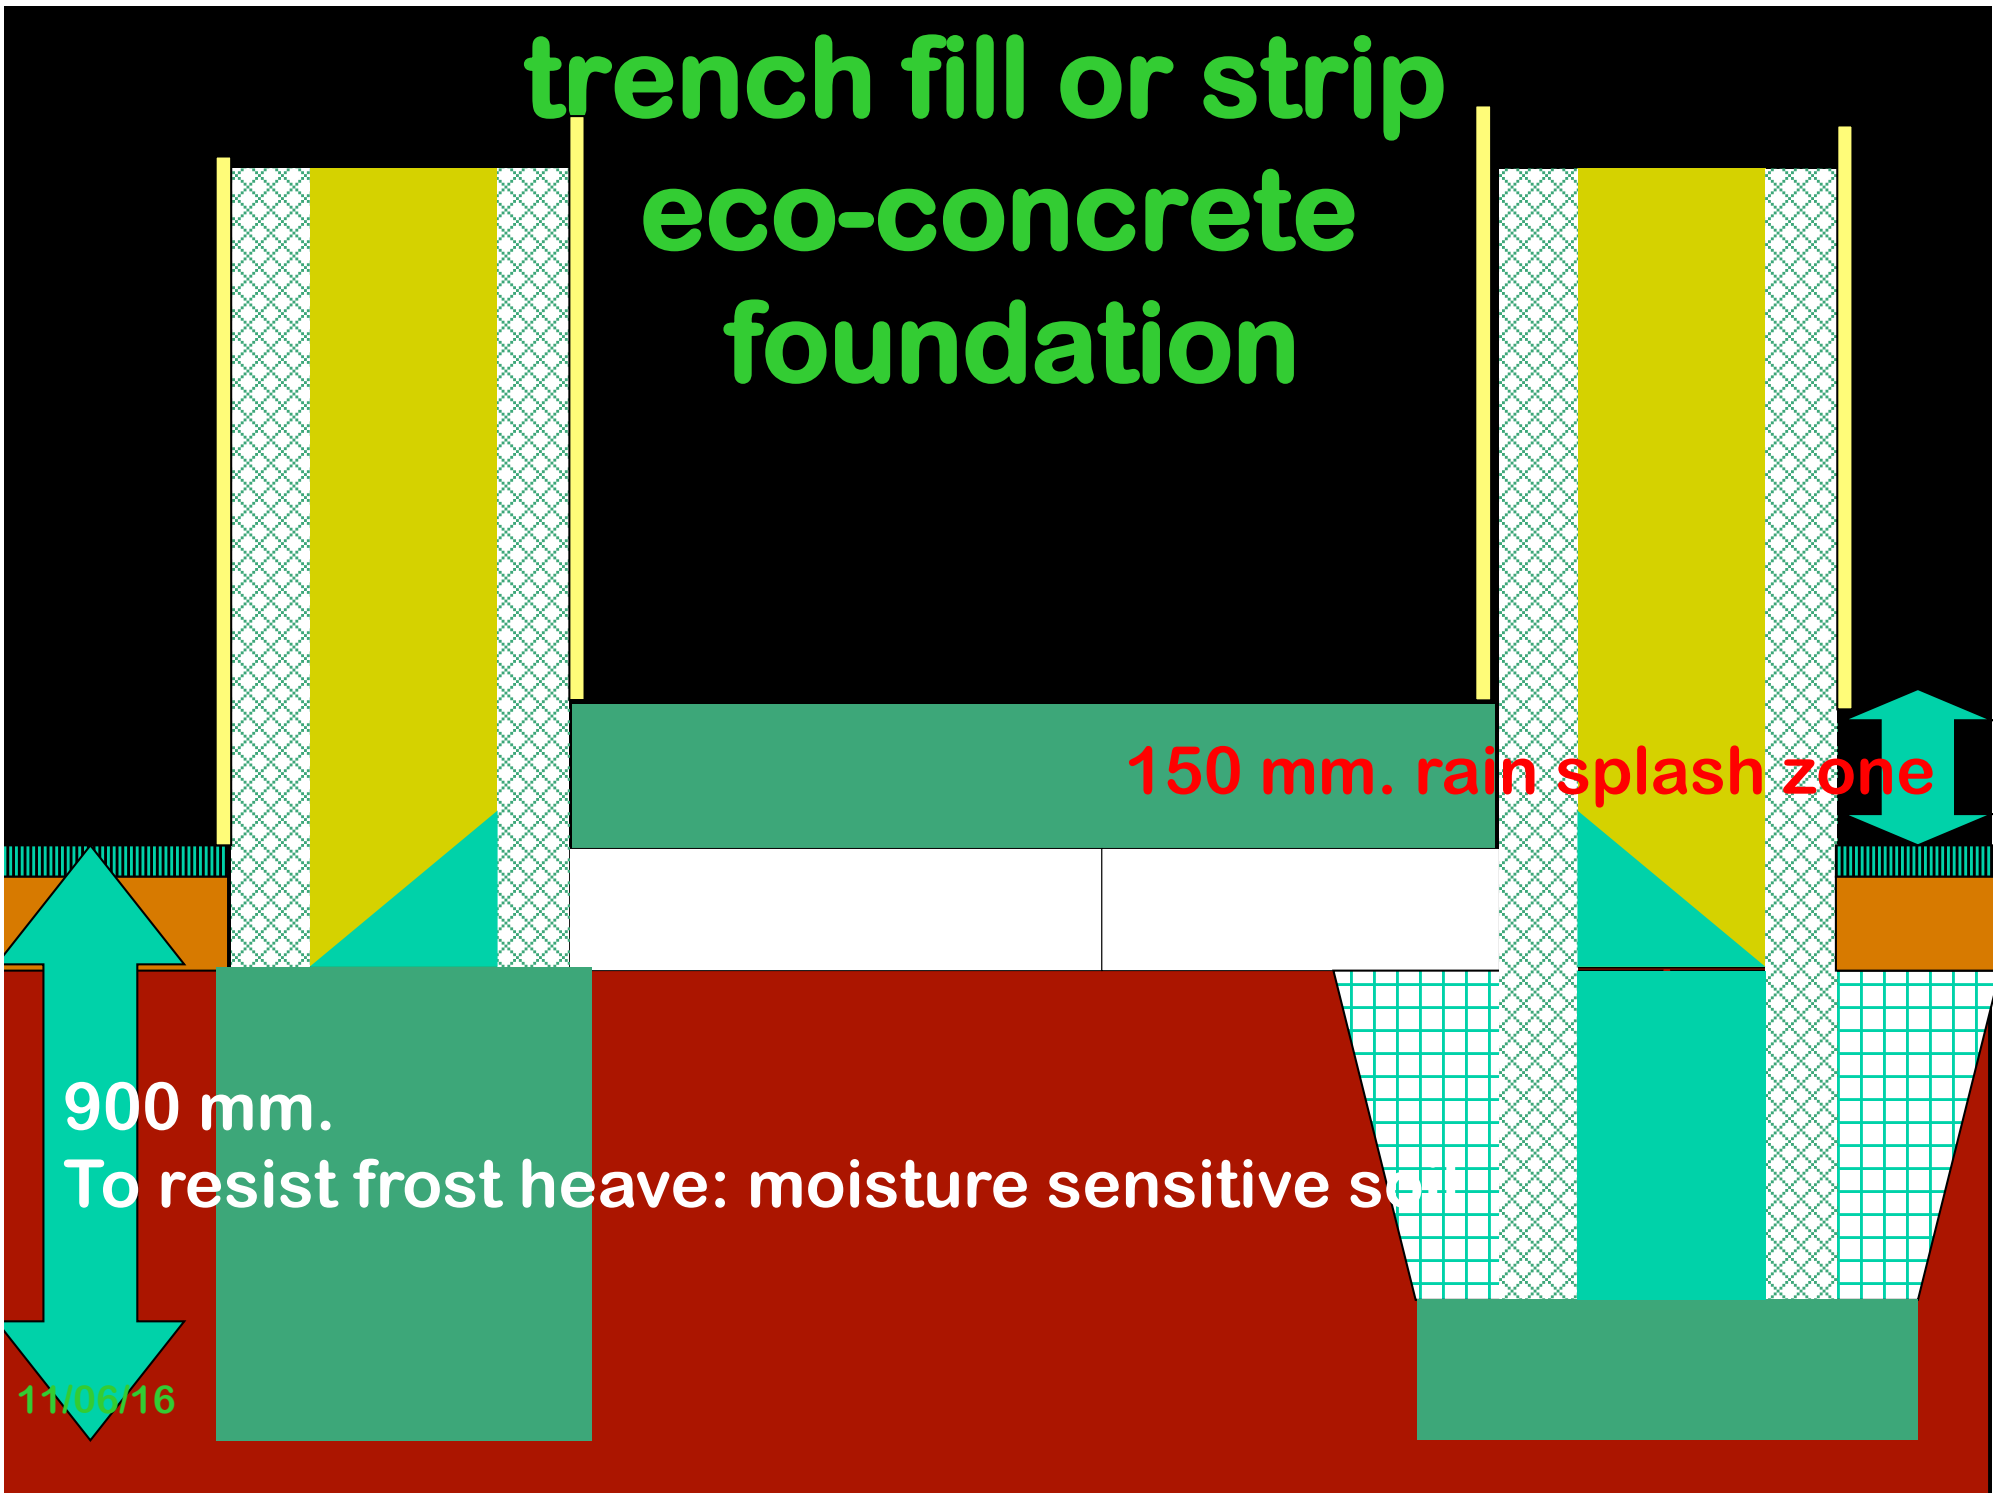 trench fill or strip
eco-concrete
foundation
150 mm. rain splash zone
900 mm.
To resist frost heave: moisture sensitive soil
11/06/16